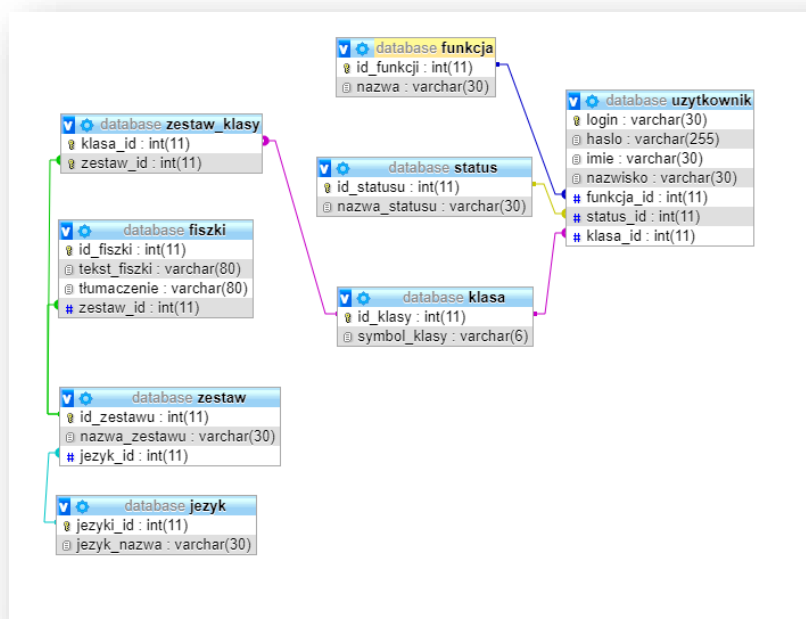 database funkcja
id_funkcji : int(11)
nazwa : varchar(30)
database uzytkownik
login : varchar(30)
haslo : varchar(255)
imie : varchar(30)
nazwisko : varchar(30)
funkcja_id : int(11)
status_id : int(11)
klasa_id : int(11)
database zestaw_klasy
klasa_id : int(11)
zestaw_id : int(11)
database status
id_statusu : int(11)
nazwa_statusu : varchar(30)
database fiszki
id_fiszki : int(11)
tekst_fiszki : varchar(80)
tłumaczenie : varchar(80)
zestaw_id : int(11)
database klasa
id_klasy : int(11)
symbol_klasy : varchar(6)
database zestaw
id_zestawu : int(11)
nazwa_zestawu : varchar(30)
jezyk_id : int(11)
database jezyk
jezyki_id : int(11)
jezyk_nazwa : varchar(30)